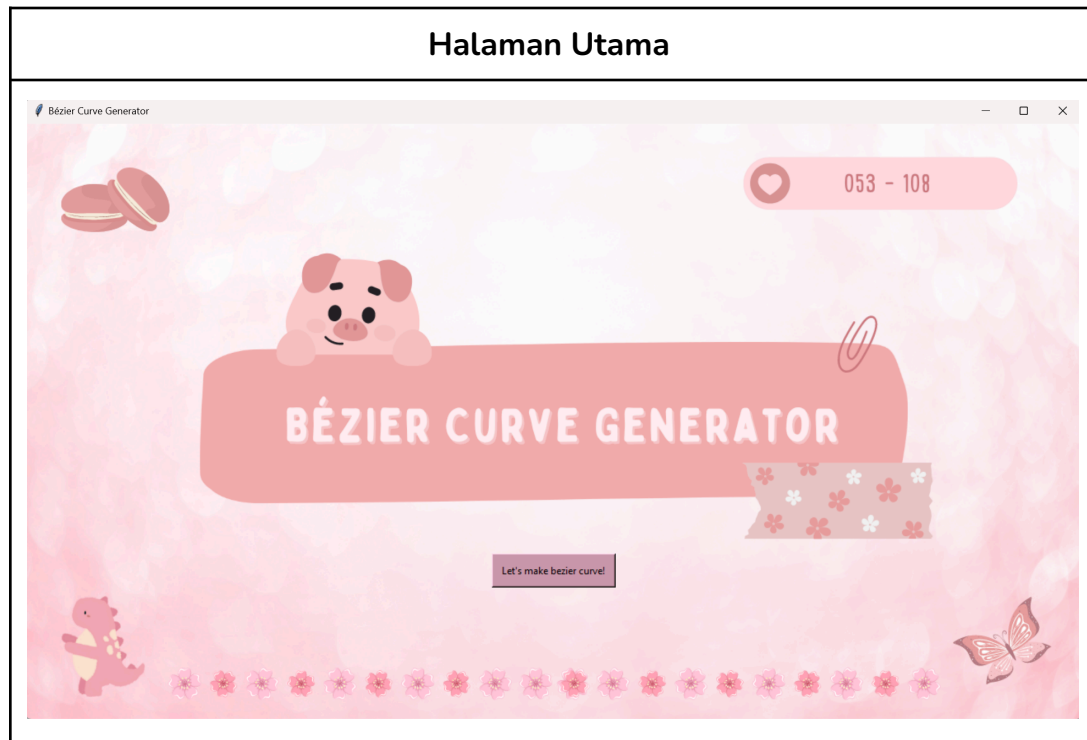 Halaman Utama
Bézier Curve Generator
053 - 108
BÉZIER CURVE GENERATOR
Let's make bezier curve!